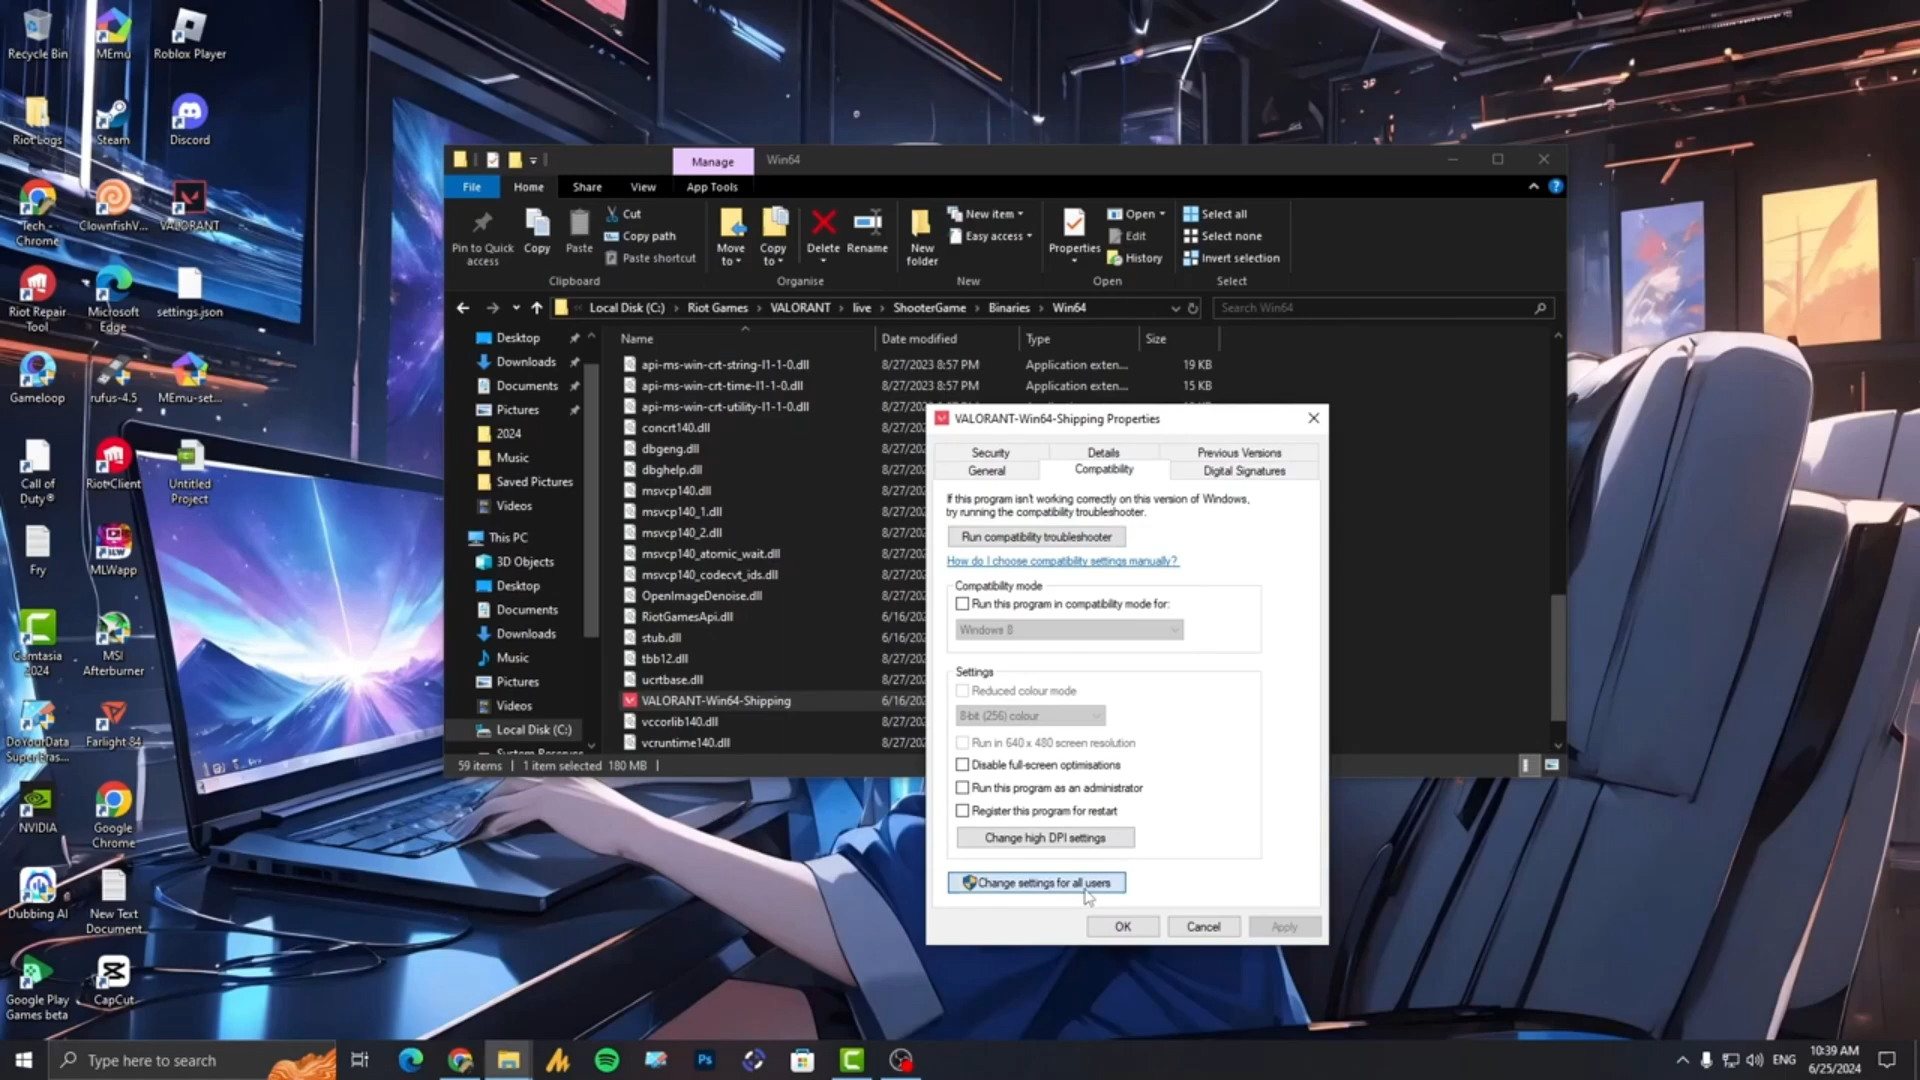 Recycle Bin
MEmu
Roblox Player
Riot Logs
Steam
Discord
Tech -
Chrome
ClownfishV...
VALORANT
Riot Repair
Tool
Microsoft
Edge
settings.json
Gameloop
rufus-4.5
MEmu-set...
Call of
Duty®
Riot Client
Untitled
Project
Fry
MLWapp
Camtasia
2024
MSI
Afterburner
DoYourData
Super Eras...
Farlight 84
NVIDIA
Google
Chrome
Dubbing AI
New Text
Document...
Google Play
Games beta
CapCut
Manage
Win64
File
Home
Share
View
App Tools
Pin to Quick
access
Copy
Paste
Cut
Copy path
Paste shortcut
Clipboard
Move
to
Copy
to
Delete
Rename
Organise
New
folder
New item
Easy access
New
Properties
Open
Edit
History
Open
Select all
Select none
Invert selection
Select
Local Disk (C:) › Riot Games › VALORANT › live › ShooterGame › Binaries › Win64
Search Win64
Desktop
Downloads
Documents
Pictures
2024
Music
Saved Pictures
Videos
This PC
3D Objects
Desktop
Documents
Downloads
Music
Pictures
Videos
Local Disk (C:)
Name Date modified Type Size
api-ms-win-crt-string-l1-1-0.dll 8/27/2023 8:57 PM Application exten... 19 KB
api-ms-win-crt-time-l1-1-0.dll 8/27/2023 8:57 PM Application exten... 15 KB
api-ms-win-crt-utility-l1-1-0.dll
concrt140.dll
dbgeng.dll
dbghelp.dll
msvcp140.dll
msvcp140_1.dll
msvcp140_2.dll
msvcp140_atomic_wait.dll
msvcp140_codecvt_ids.dll
OpenImageDenoise.dll
RiotGamesApi.dll
stub.dll
tbb12.dll
ucrtbase.dll
VALORANT-Win64-Shipping
vccorlib140.dll
vcruntime140.dll
59 items 1 item selected 180 MB
VALORANT-Win64-Shipping Properties
Security Details Previous Versions
General Compatibility Digital Signatures
If this program isn't working correctly on this version of Windows,
try running the compatibility troubleshooter.
Run compatibility troubleshooter
How do I choose compatibility settings manually?
Compatibility mode
Run this program in compatibility mode for:
Windows 8
Settings
Reduced colour mode
8-bit (256) colour
Run in 640 x 480 screen resolution
Disable full-screen optimisations
Run this program as an administrator
Register this program for restart
Change high DPI settings
Change settings for all users
OK Cancel Apply
Type here to search
Ps
ENG
10:39 AM
6/25/2024